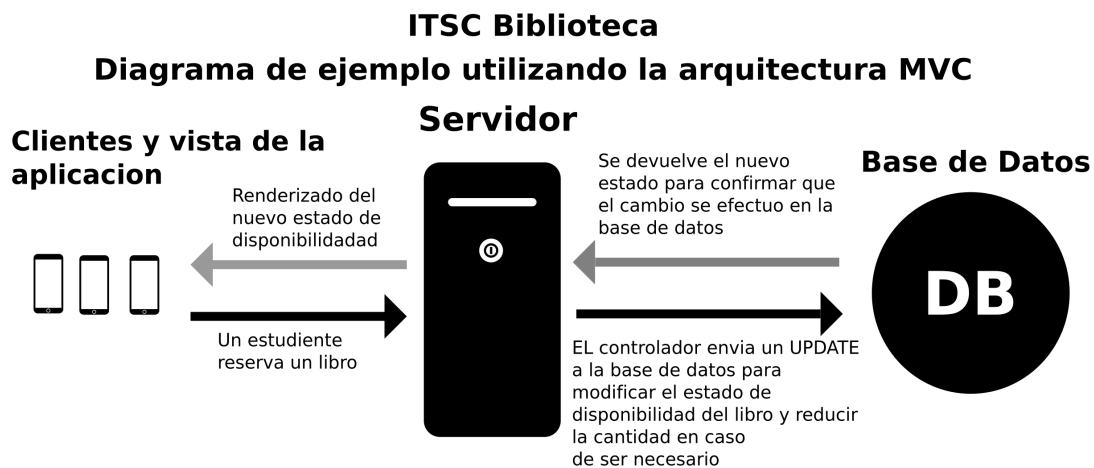 ITSC Biblioteca
Diagrama de ejemplo utilizando la arquitectura MVC
Clientes y vista de la
aplicacion
Servidor
Base de Datos
Renderizado del
nuevo estado de
disponibilidadad
Un estudiante
reserva un libro
Se devuelve el nuevo
estado para confirmar que
el cambio se efectuo en la
base de datos
EL controlador envia un UPDATE
a la base de datos para
modificar el estado de
disponibilidad del libro y reducir
la cantidad en caso
de ser necesario
DB